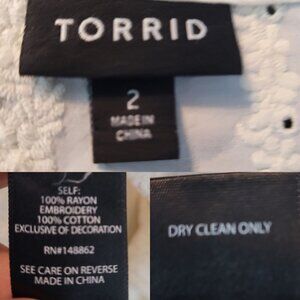 TORRID
2
MADE IN
CHINA
SELF:
100% RAYON
EMBROIDERY
100% COTTON
EXCLUSIVE OF DECORATION
RN#148862
SEE CARE ON REVERSE
MADE IN CHINA
DRY CLEAN ONLY